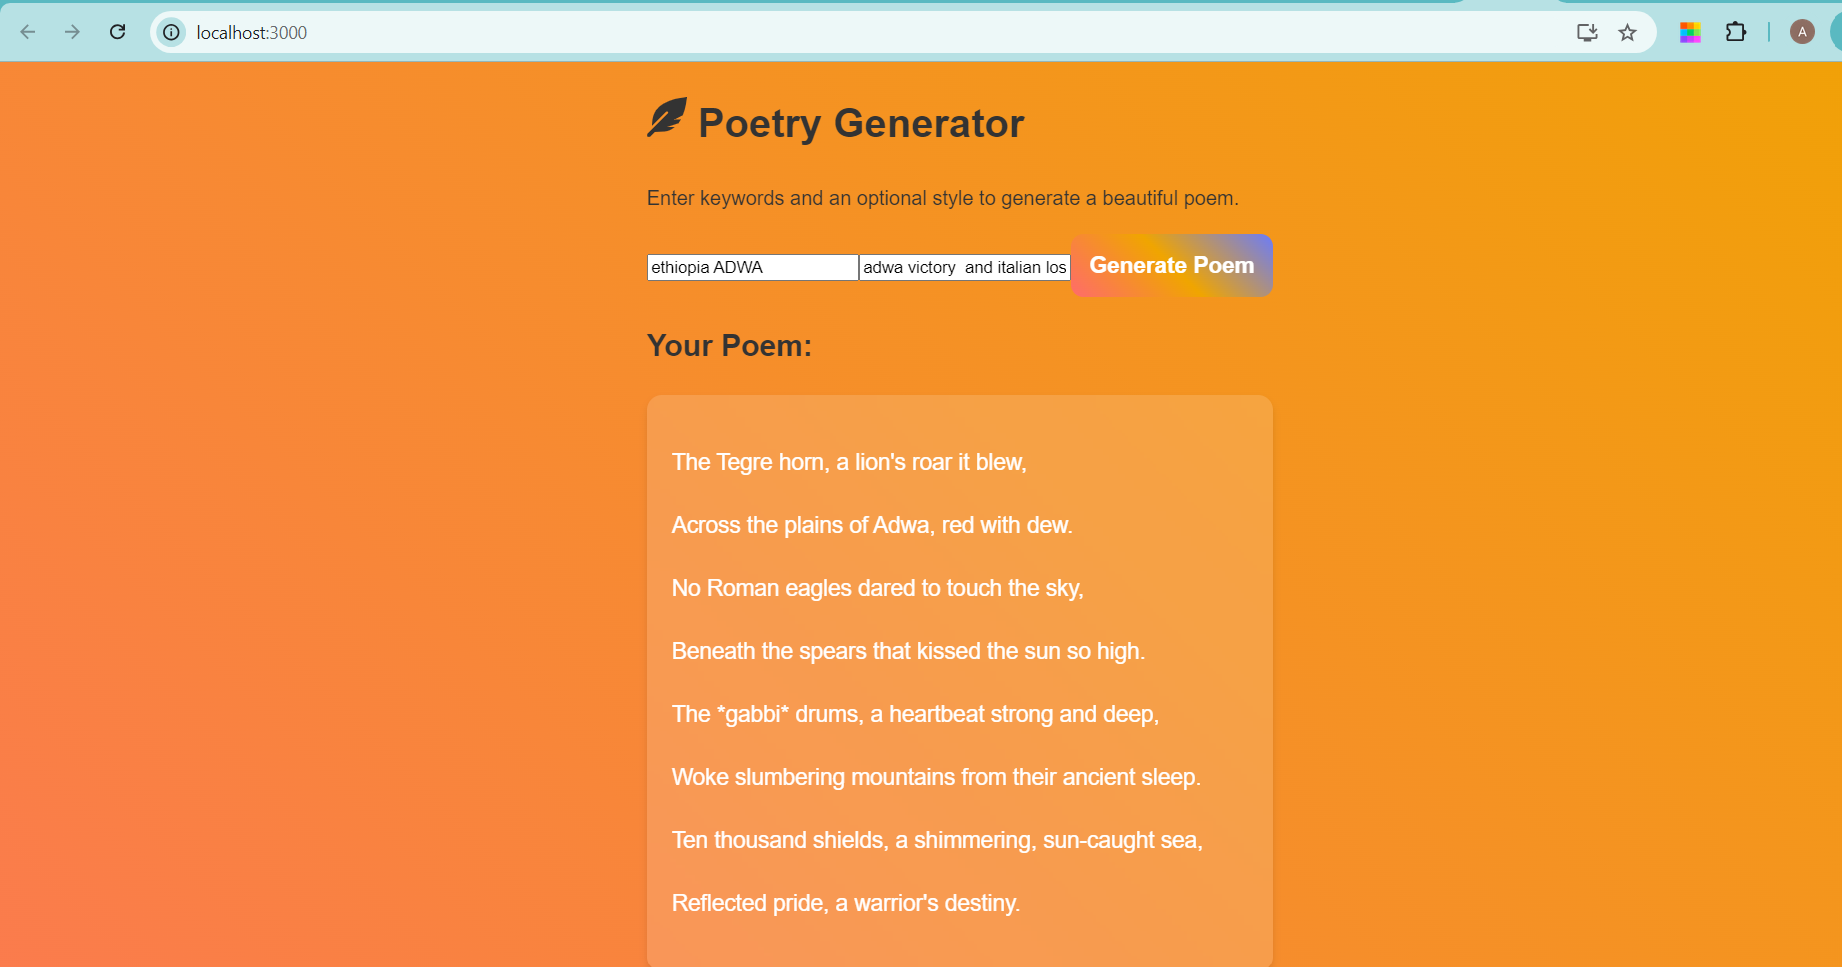 localhost:3000
A
Poetry Generator
Enter keywords and an optional style to generate a beautiful poem.
ethiopia ADWA
adwa victory  and italian los
Generate Poem
Your Poem:
The Tegre horn, a lion's roar it blew,
Across the plains of Adwa, red with dew.
No Roman eagles dared to touch the sky,
Beneath the spears that kissed the sun so high.
The *gabbi* drums, a heartbeat strong and deep,
Woke slumbering mountains from their ancient sleep.
Ten thousand shields, a shimmering, sun-caught sea,
Reflected pride, a warrior's destiny.